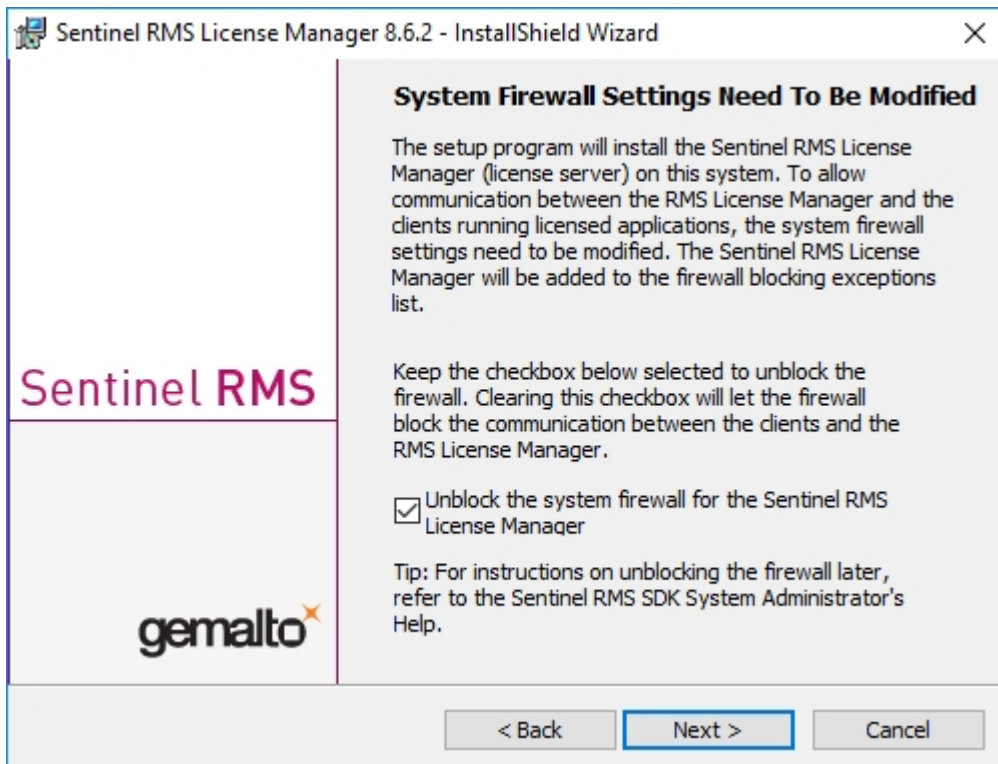 Sentinel RMS License Manager 8.6.2 - InstallShield Wizard
System Firewall Settings Need To Be Modified
The setup program will install the Sentinel RMS License
Manager (license server) on this system. To allow
communication between the RMS License Manager and the
clients running licensed applications, the system firewall
settings need to be modified. The Sentinel RMS License
Manager will be added to the firewall blocking exceptions
list.
Keep the checkbox below selected to unblock the
firewall. Clearing this checkbox will let the firewall
block the communication between the clients and the
RMS License Manager.
Unblock the system firewall for the Sentinel RMS
License Manager
Tip: For instructions on unblocking the firewall later,
refer to the Sentinel RMS SDK System Administrator's
Help.
Sentinel RMS
gemalto
< Back
Next >
Cancel